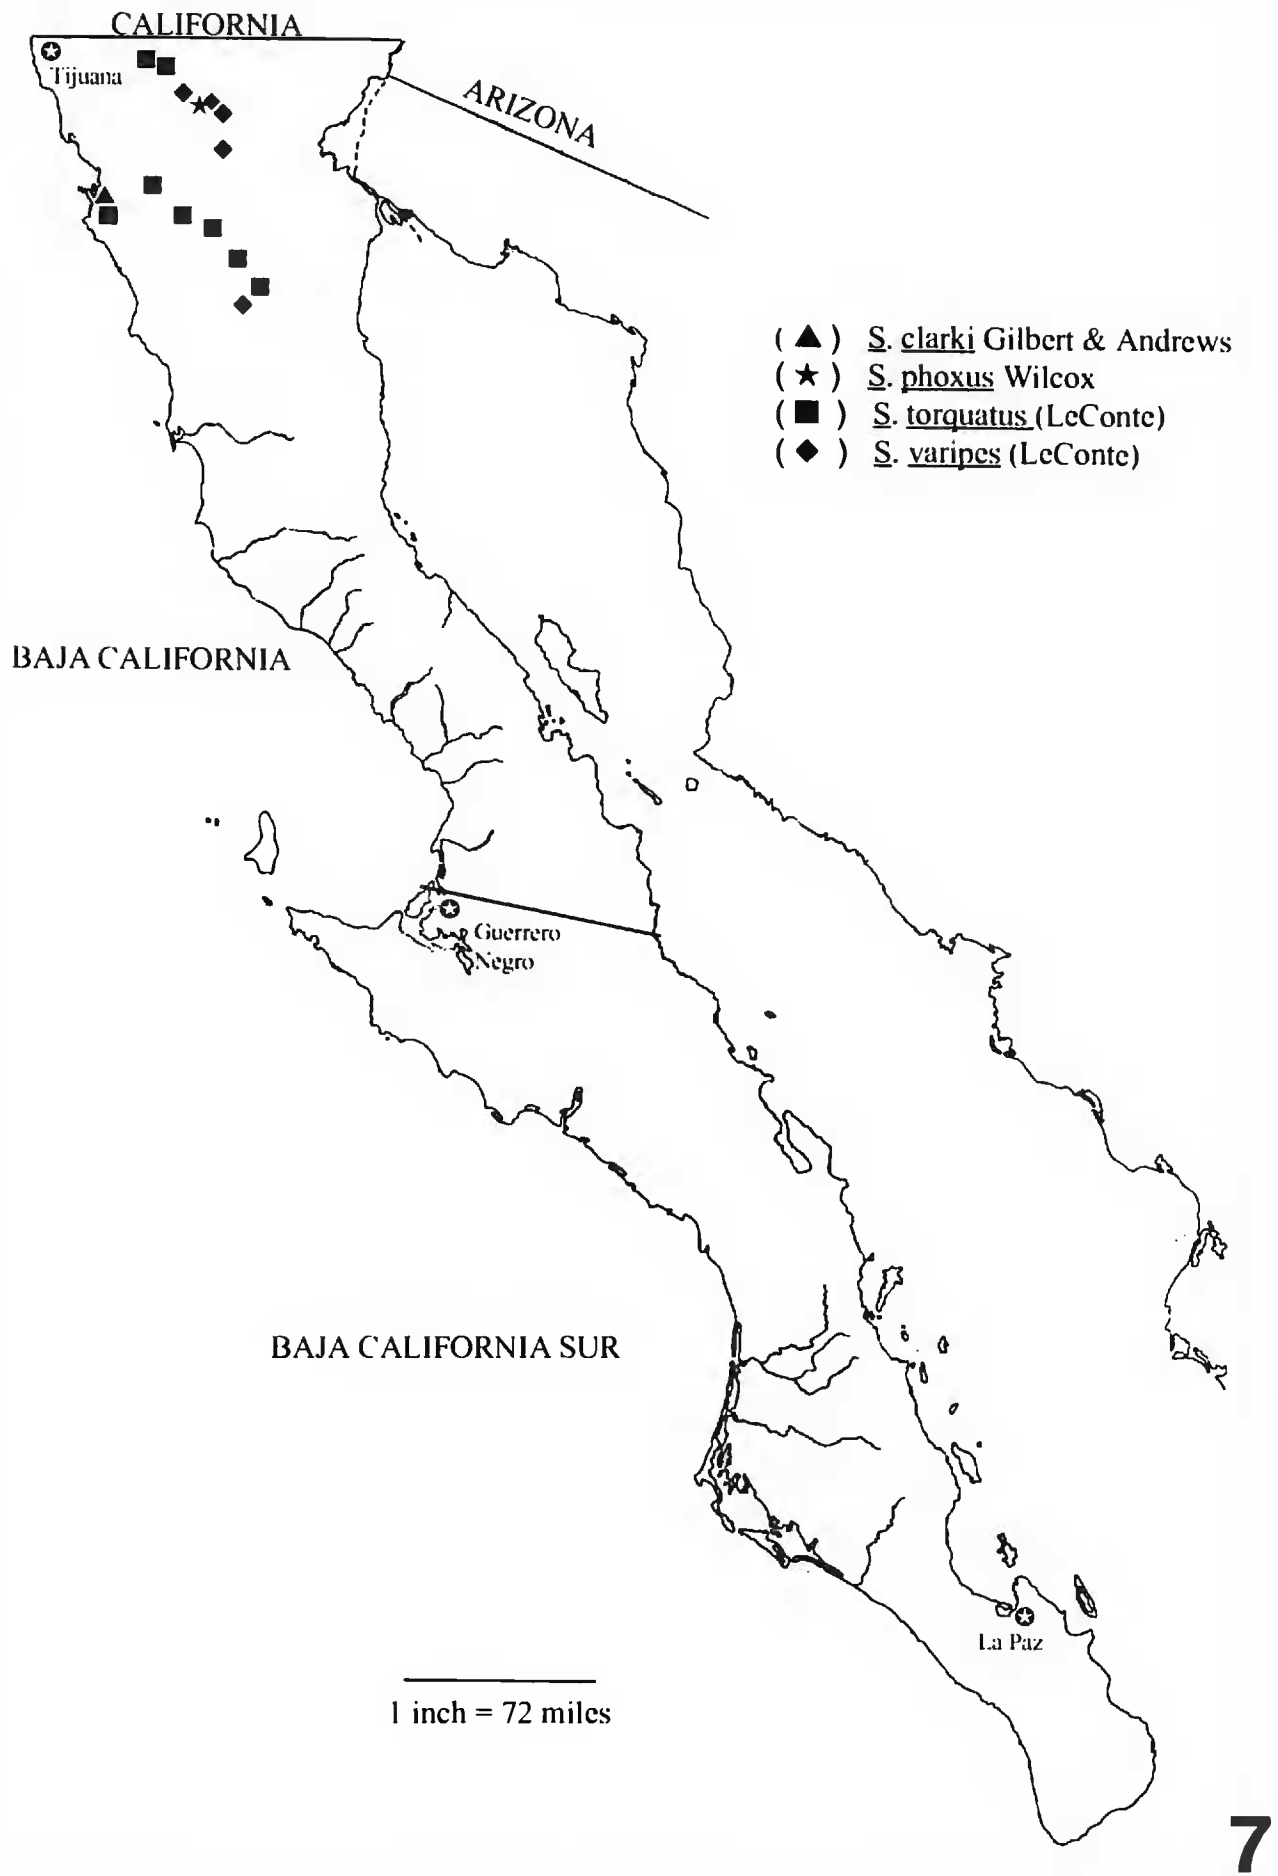 CALIFORNIA
Tijuana
ARIZONA
( ▲ ) S. clarki Gilbert & Andrews
( ★ ) S. phoxus Wilcox
( ■ ) S. torquatus (LeConte)
( ◆ ) S. varipes (LeConte)
BAJA CALIFORNIA
Guerrero
Negro
BAJA CALIFORNIA SUR
La Paz
1 inch = 72 miles
7